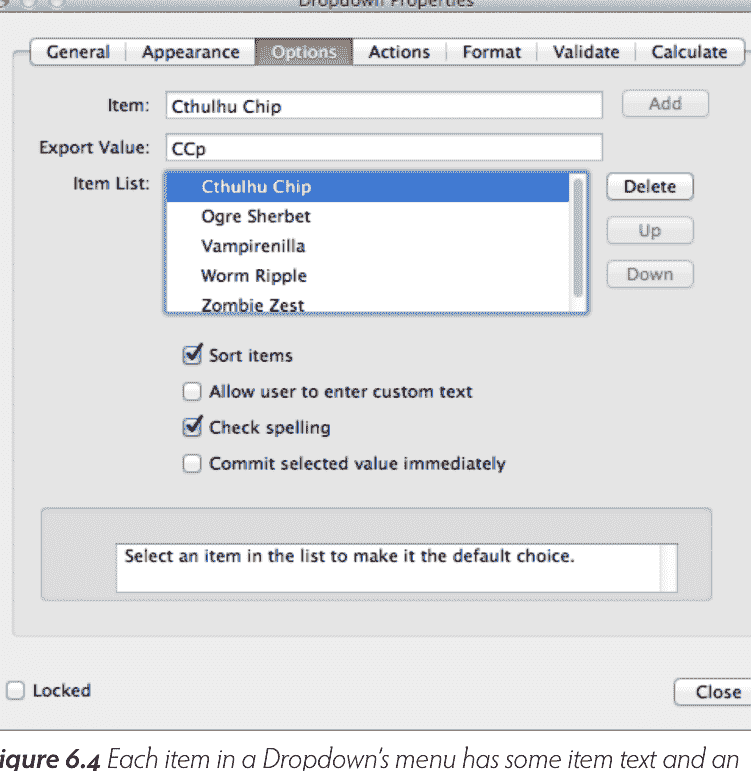 Dropdown Properties
General Appearance Options Actions Format Validate Calculate
Item: Cthulhu Chip Add
Export Value: CCp
Item List: Cthulhu Chip Delete
Ogre Sherbet
Up
Vampirenilla
Worm Ripple Down
Zombie Zest
Sort items
Allow user to enter custom text
Check spelling
Commit selected value immediately
Select an item in the list to make it the default choice.
Locked Close
igure 6.4 Each item in a Dropdown's menu has some item text and an